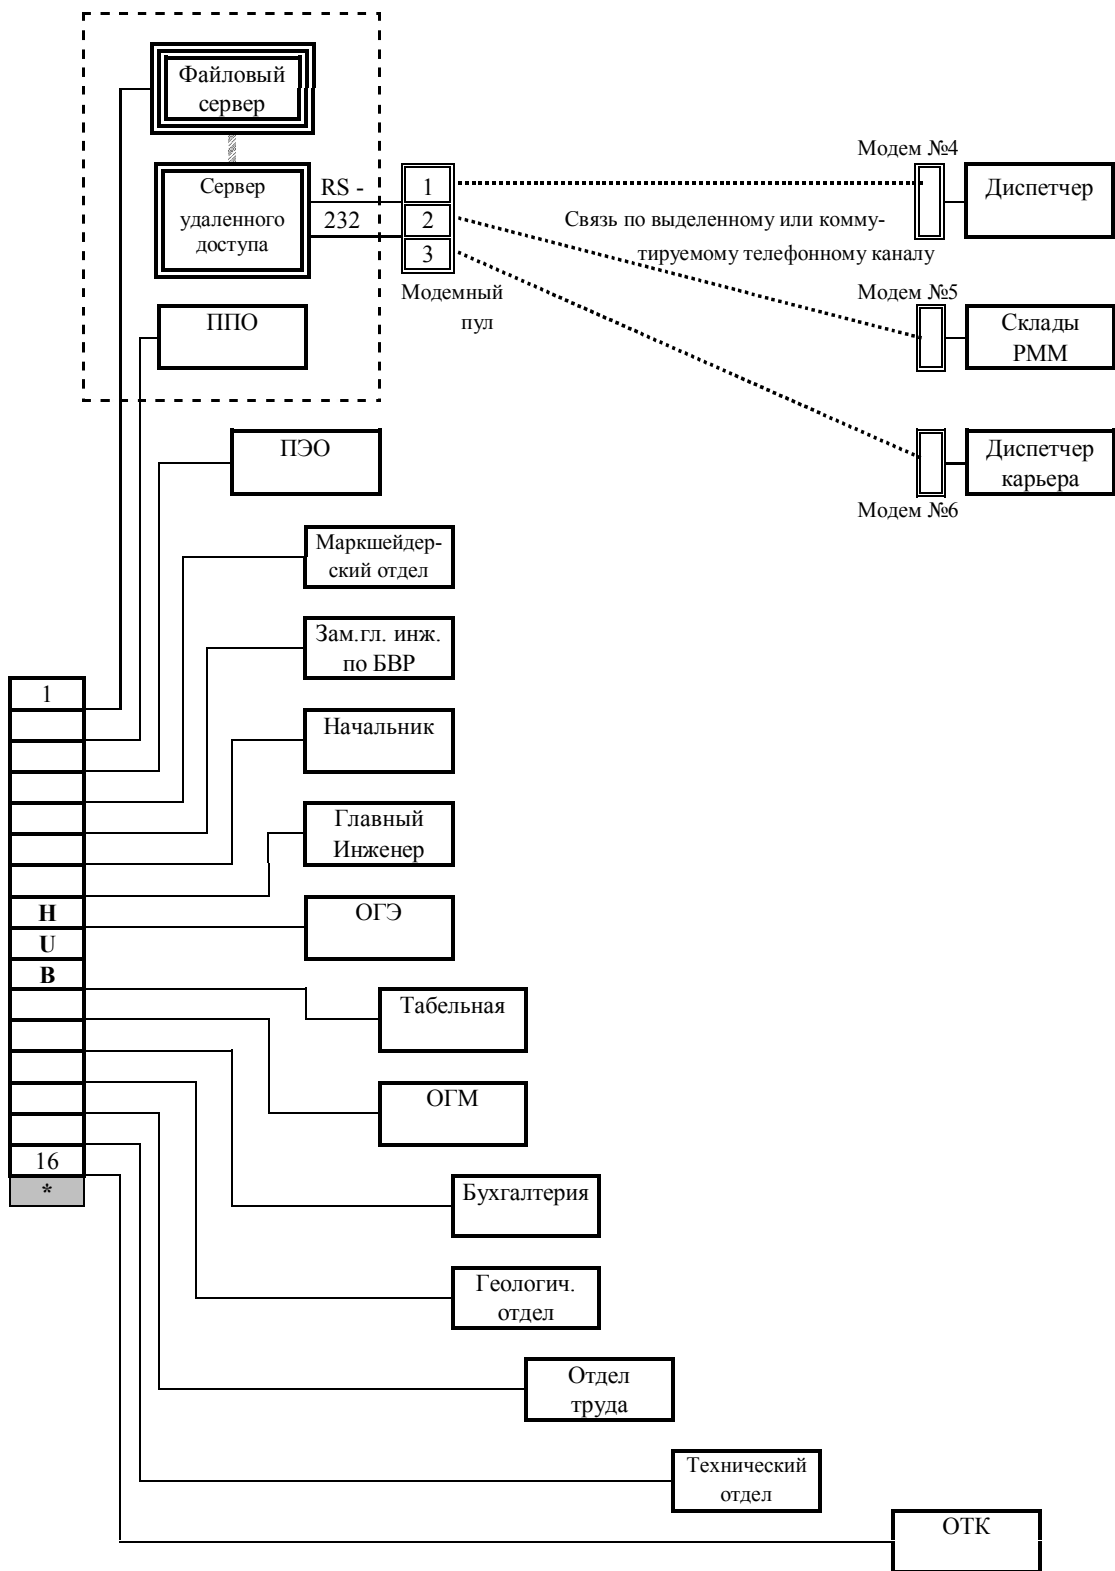 Файловый
сервер
Сервер
удаленного
доступа
RS -
232
1
2
3
Модемный
пул
Модем №4
Диспетчер
Связь по выделенному или комму-
тируемому телефонному каналу
Модем №5
Склады
РММ
Диспетчер
карьера
Модем №6
ППО
ПЭО
Маркшейдер-
ский отдел
Зам.гл. инж.
по БВР
Начальник
Главный
Инженер
ОГЭ
Табельная
ОГМ
Бухгалтерия
Геологич.
отдел
Отдел
труда
Технический
отдел
ОТК
1
H
U
B
16
*